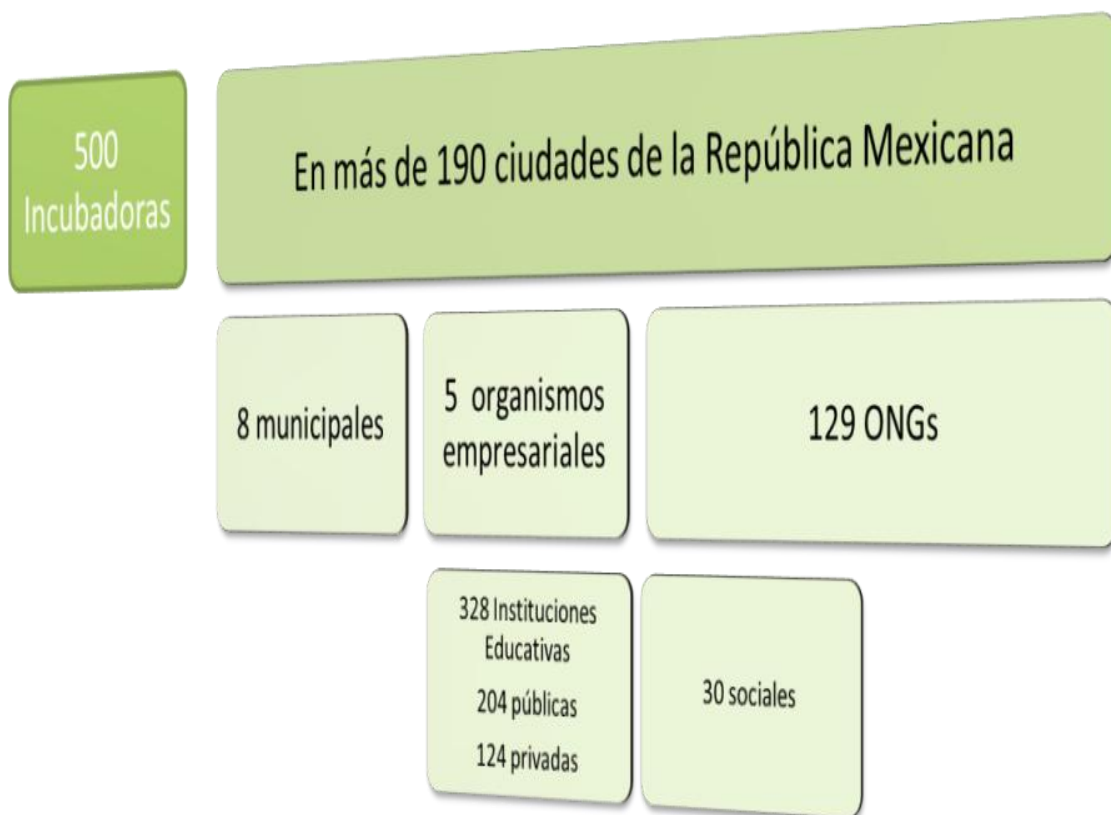 500
Incubadoras
En más de 190 ciudades de la República Mexicana
8 municipales
5 organismos
empresariales
129 ONGs
328 Instituciones
Educativas
204 públicas
124 privadas
30 sociales